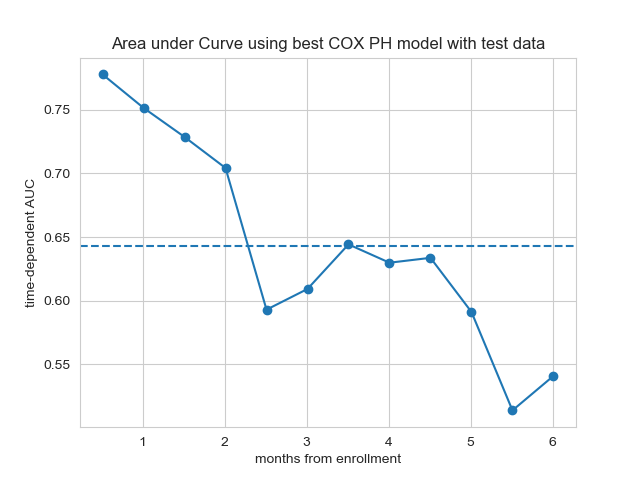 Area under Curve using best COX PH model with test data
time-dependent AUC
0.75
0.70
0.65
0.60
0.55
1 2 3 4 5 6
months from enrollment